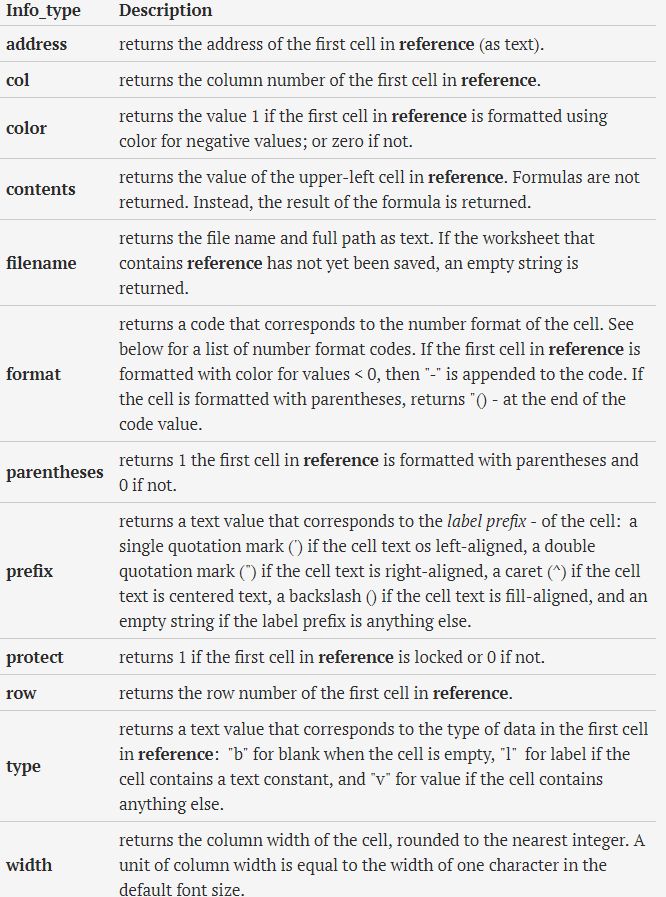 Info_type Description
address returns the address of the first cell in reference (as text).
col returns the column number of the first cell in reference.
color returns the value 1 if the first cell in reference is formatted using
color for negative values; or zero if not.
contents returns the value of the upper-left cell in reference. Formulas are not
returned. Instead, the result of the formula is returned.
filename returns the file name and full path as text. If the worksheet that
contains reference has not yet been saved, an empty string is
returned.
format returns a code that corresponds to the number format of the cell. See
below for a list of number format codes. If the first cell in reference is
formatted with color for values < 0, then "-" is appended to the code. If
the cell is formatted with parentheses, returns "() - at the end of the
code value.
parentheses returns 1 the first cell in reference is formatted with parentheses and
0 if not.
prefix returns a text value that corresponds to the label prefix - of the cell: a
single quotation mark (') if the cell text os left-aligned, a double
quotation mark (") if the cell text is right-aligned, a caret (^) if the cell
text is centered text, a backslash () if the cell text is fill-aligned, and an
empty string if the label prefix is anything else.
protect returns 1 if the first cell in reference is locked or 0 if not.
row returns the row number of the first cell in reference.
type returns a text value that corresponds to the type of data in the first cell
in reference: "b" for blank when the cell is empty, "l" for label if the
cell contains a text constant, and "v" for value if the cell contains
anything else.
width returns the column width of the cell, rounded to the nearest integer. A
unit of column width is equal to the width of one character in the
default font size.